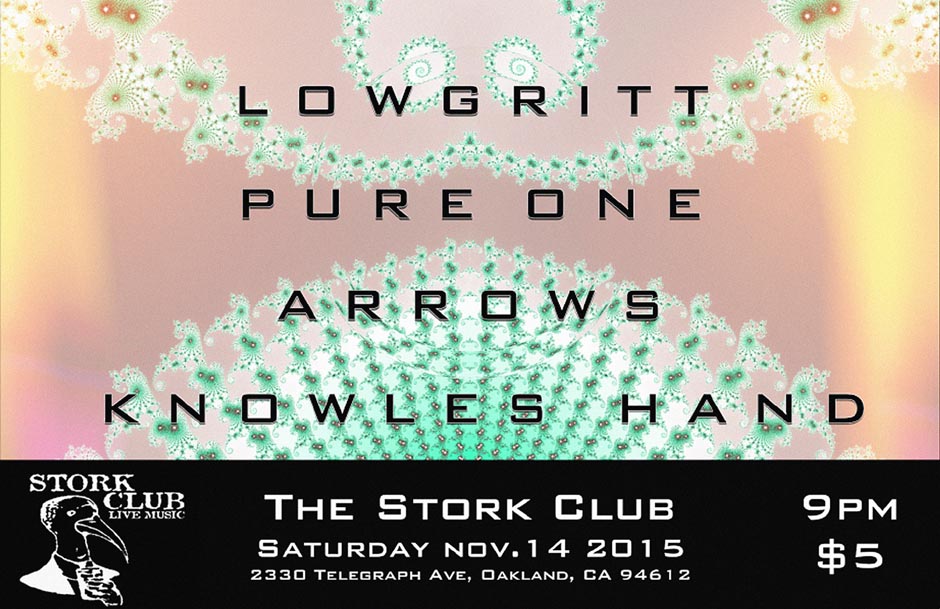 LOWGRITT
PURE ONE
ARROWS
KNOWLES HAND
STORK
CLUB
LIVE MUSIC
THE STORK CLUB
SATURDAY NOV.14 2015
2330 TELEGRAPH AVE, OAKLAND, CA 94612
9PM
$5